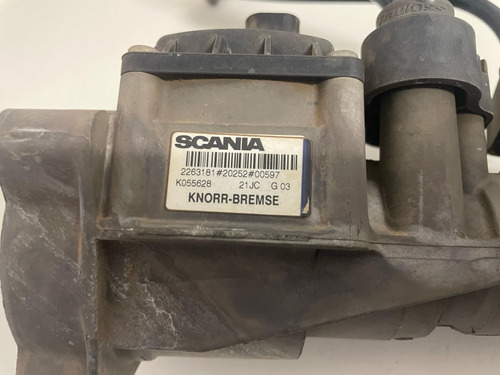 SCANIA
2263181#20252#00597
K055628 21JC G 03
KNORR-BREMSE